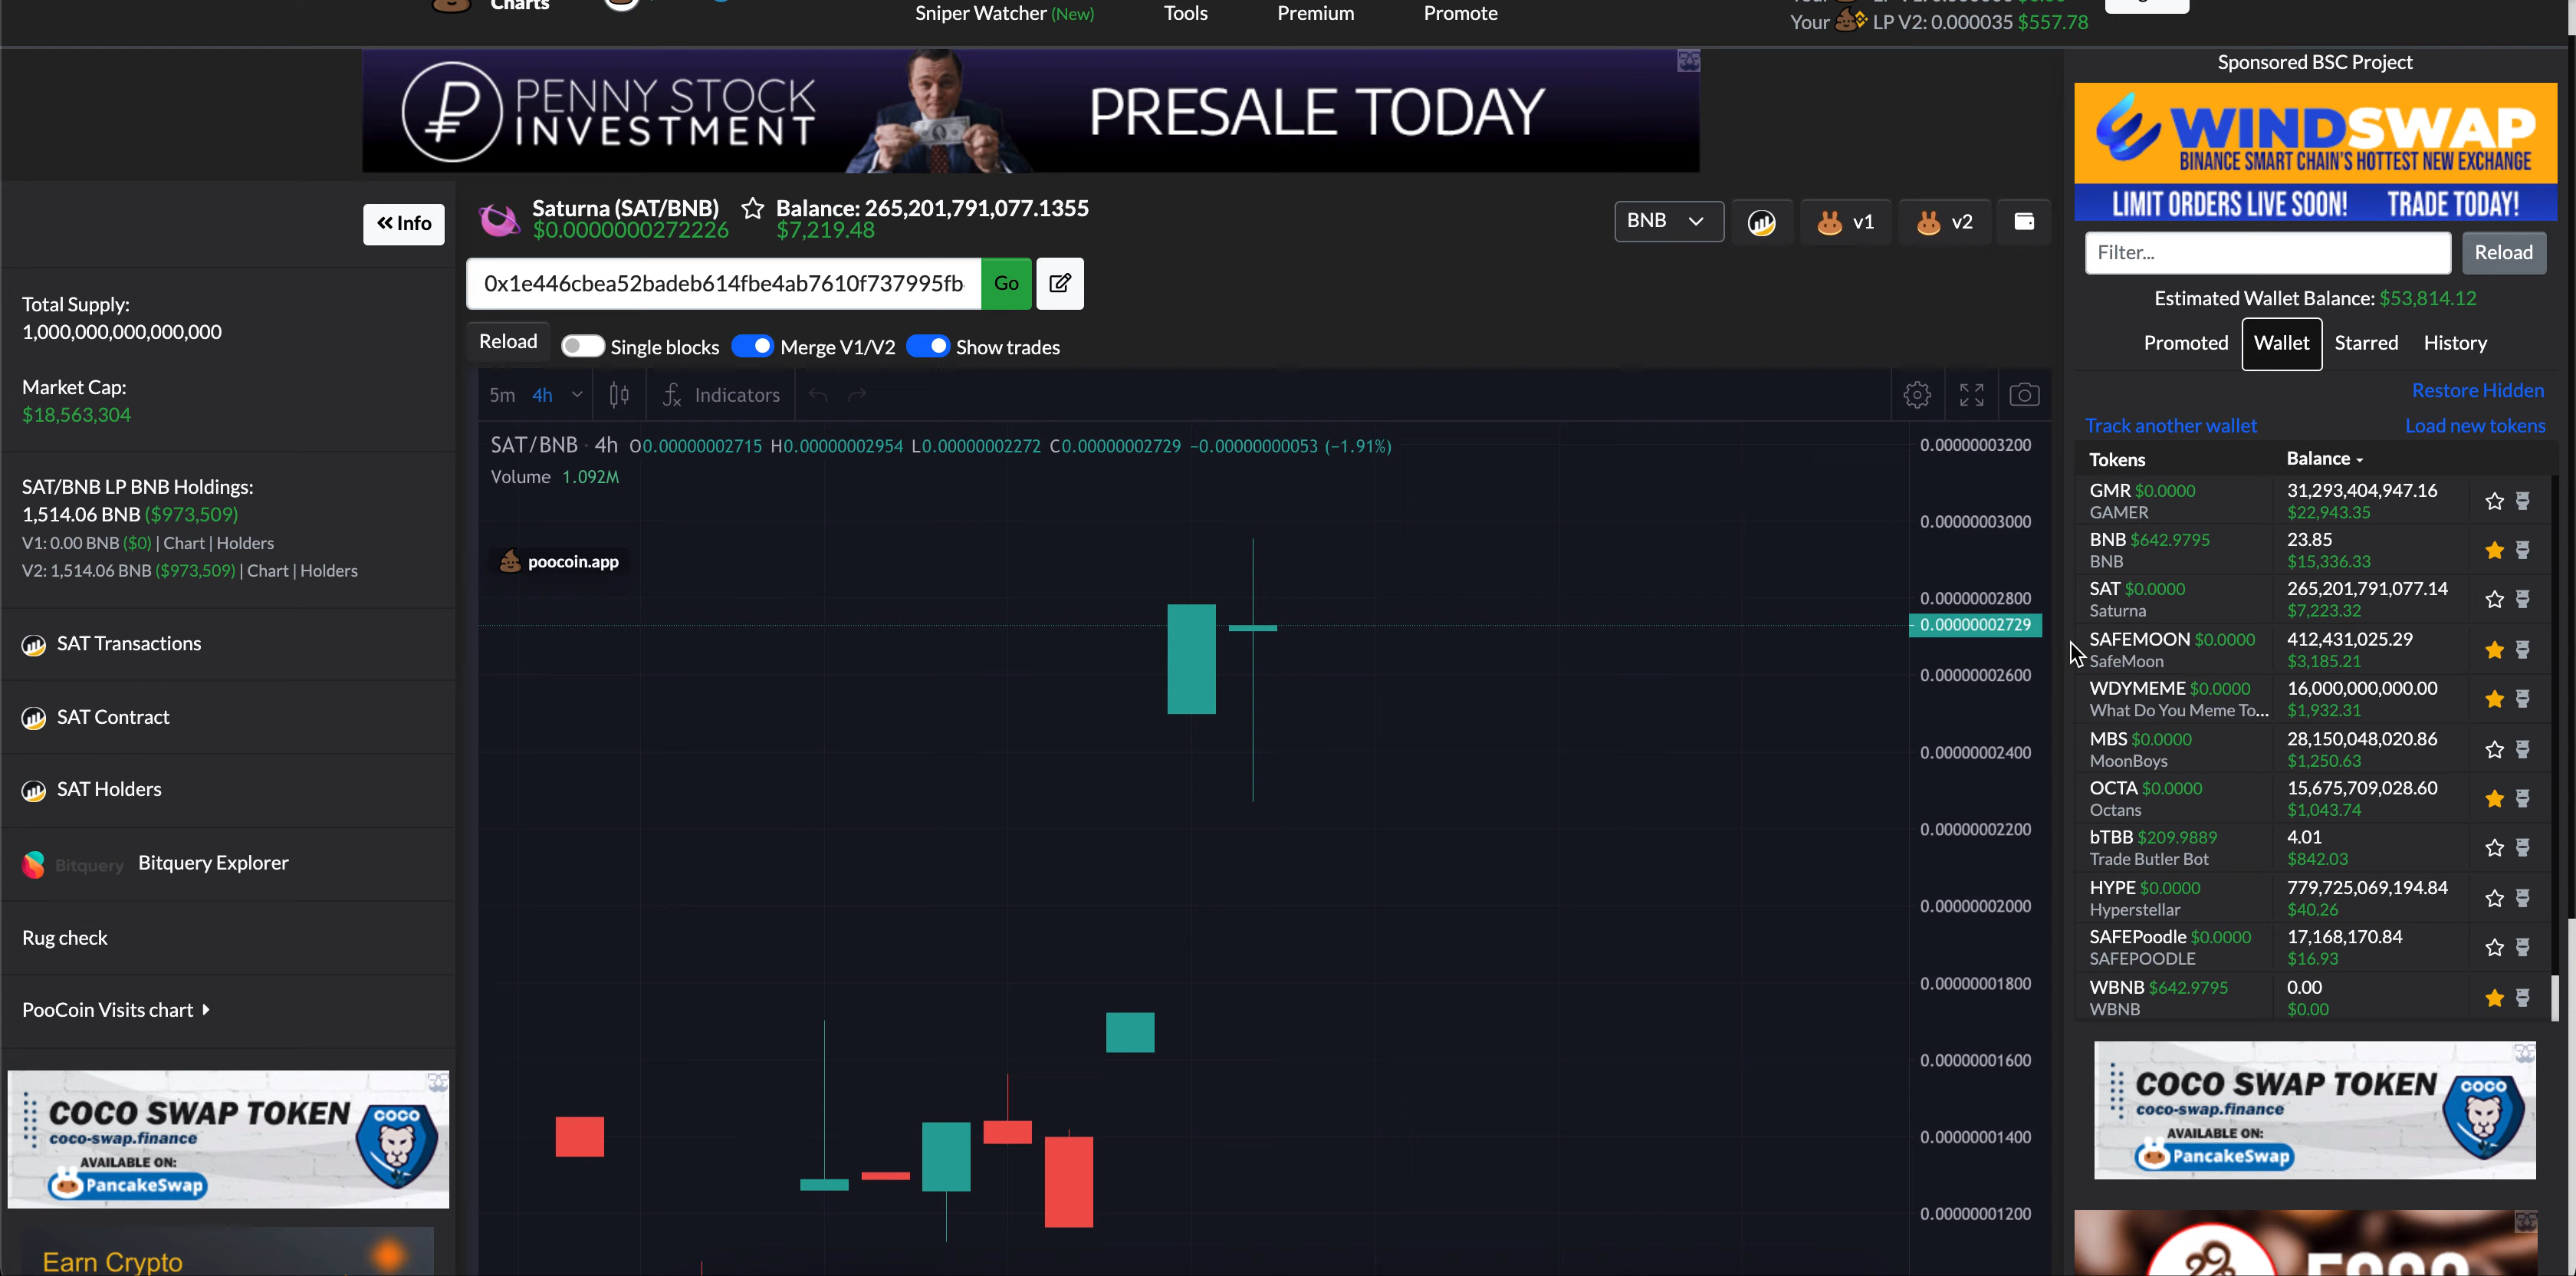 Charts
Sniper Watcher (New)
Tools
Premium
Promote
Your LP V2: 0.000035 $557.78
PENNY STOCK
INVESTMENT
PRESALE TODAY
Sponsored BSC Project
WINDSWAP
BINANCE SMART CHAIN'S HOTTEST NEW EXCHANGE
LIMIT ORDERS LIVE SOON! TRADE TODAY!
Info
Saturna (SAT/BNB)
$0.0000000272226
Balance: 265,201,791,077.1355
$7,219.48
BNB
v1
v2
0x1e446cbea52badeb614fbe4ab7610f737995fb
Go
Reload
Single blocks
Merge V1/V2
Show trades
Total Supply:
1,000,000,000,000,000
Market Cap:
$18,563,304
SAT/BNB LP BNB Holdings:
1,514.06 BNB ($973,509)
V1: 0.00 BNB ($0) | Chart | Holders
V2: 1,514.06 BNB ($973,509) | Chart | Holders
SAT Transactions
SAT Contract
SAT Holders
Bitquery Bitquery Explorer
Rug check
PooCoin Visits chart
COCO SWAP TOKEN
coco-swap.finance
AVAILABLE ON:
PancakeSwap
COCO
Earn Crypto
5m 4h
Indicators
SAT/BNB · 4h O0.00000002715 H0.00000002954 L0.00000002272 C0.00000002729 −0.00000000053 (−1.91%)
Volume 1.092M
poocoin.app
0.00000003200
0.00000003000
0.00000002800
0.00000002729
0.00000002600
0.00000002400
0.00000002200
0.00000002000
0.00000001800
0.00000001600
0.00000001400
0.00000001200
Filter...
Reload
Estimated Wallet Balance: $53,814.12
Promoted Wallet Starred History
Restore Hidden
Track another wallet
Load new tokens
Tokens Balance
GMR $0.0000 31,293,404,947.16
GAMER $22,943.35
BNB $642.9795 23.85
BNB $15,336.33
SAT $0.0000 265,201,791,077.14
Saturna $7,223.32
SAFEMOON $0.0000 412,431,025.29
SafeMoon $3,185.21
WDYMEME $0.0000 16,000,000,000.00
What Do You Meme To... $1,932.31
MBS $0.0000 28,150,048,020.86
MoonBoys $1,250.63
OCTA $0.0000 15,675,709,028.60
Octans $1,043.74
bTBB $209.9889 4.01
Trade Butler Bot $842.03
HYPE $0.0000 779,725,069,194.84
Hyperstellar $40.26
SAFEPoodle $0.0000 17,168,170.84
SAFEPOODLE $16.93
WBNB $642.9795 0.00
WBNB $0.00
COCO SWAP TOKEN
coco-swap.finance
AVAILABLE ON:
PancakeSwap
COCO